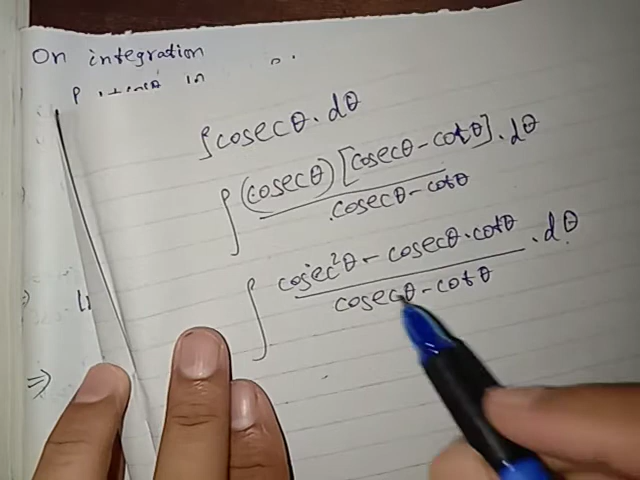 On integration
∫cosecθ. dθ
∫ (cosecθ) [cosecθ - cotθ] . dθ
cosecθ - cotθ
∫ cosec²θ - cosecθ.cotθ . dθ
cosecθ - cotθ
⇒